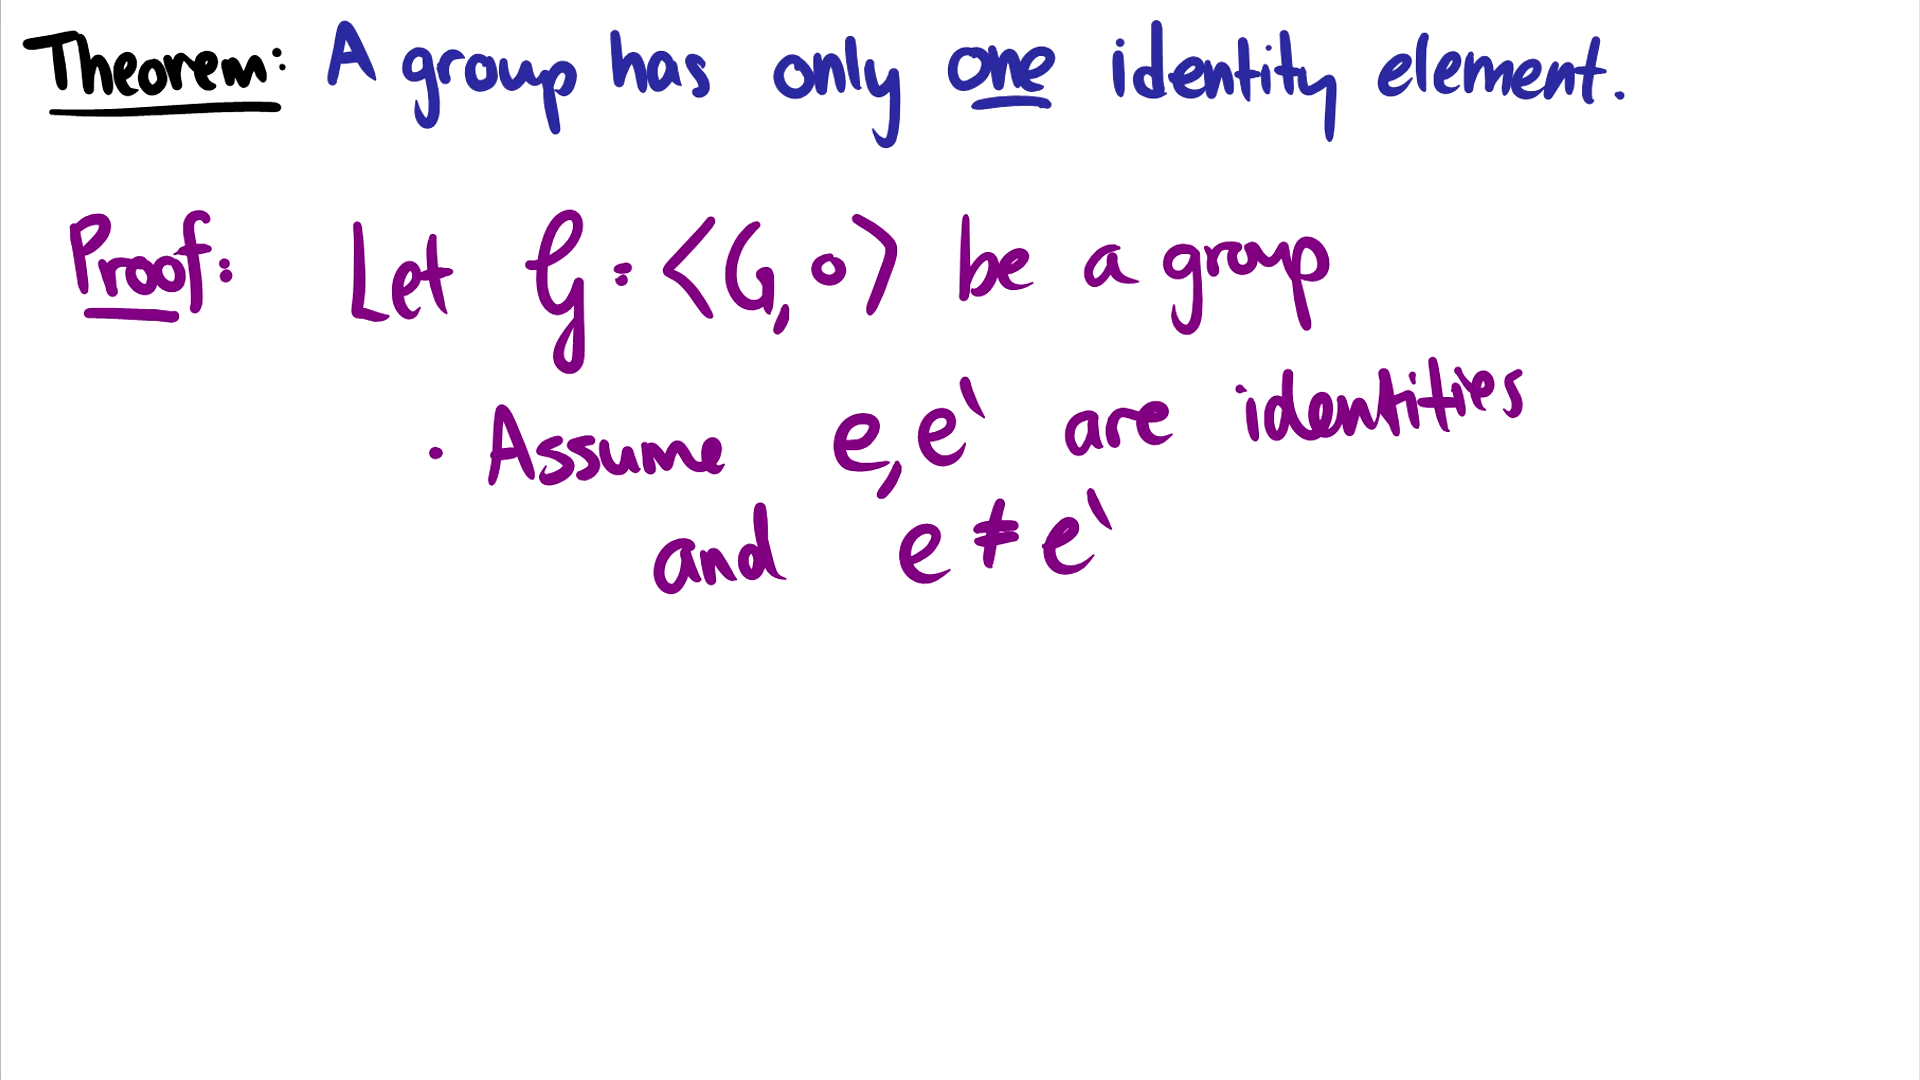 Theorem: A group has only one identity element.
Proof: Let 𝒢 = <G, ∘> be a group
· Assume e, e' are identities
and e ≠ e'